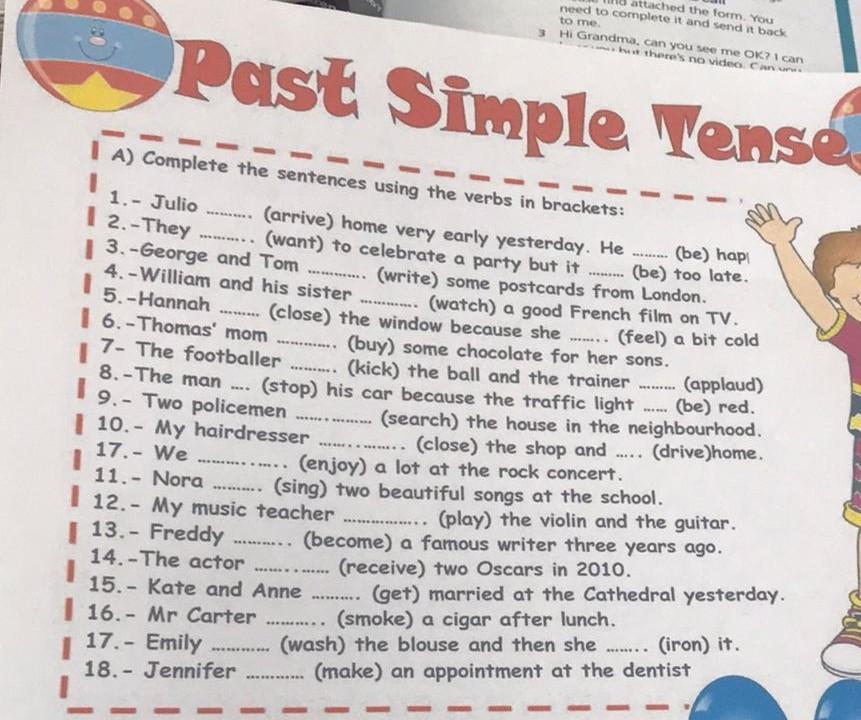 find attached the form. You
need to complete it and send it back
to me.
3 Hi Grandma, can you see me OK? I can
but there's no video. Can you
Past Simple Tense
A) Complete the sentences using the verbs in brackets:
1.- Julio ......... (arrive) home very early yesterday. He ........ (be) hap
2.-They .......... (want) to celebrate a party but it ........ (be) too late.
3.-George and Tom ............. (write) some postcards from London.
4.-William and his sister ............. (watch) a good French film on TV.
5.-Hannah ........ (close) the window because she ........ (feel) a bit cold
6.-Thomas' mom ............. (buy) some chocolate for her sons.
7- The footballer .......... (kick) the ball and the trainer ......... (applaud)
8.-The man .... (stop) his car because the traffic light ...... (be) red.
9.- Two policemen ................ (search) the house in the neighbourhood.
10.- My hairdresser .................. (close) the shop and ..... (drive)home.
17.- We .................. (enjoy) a lot at the rock concert.
11.- Nora .......... (sing) two beautiful songs at the school.
12.- My music teacher ................. (play) the violin and the guitar.
13.- Freddy ........... (become) a famous writer three years ago.
14.-The actor ............... (receive) two Oscars in 2010.
15.- Kate and Anne .......... (get) married at the Cathedral yesterday.
16.- Mr Carter ............ (smoke) a cigar after lunch.
17.- Emily ............ (wash) the blouse and then she ........ (iron) it.
18.- Jennifer ............ (make) an appointment at the dentist